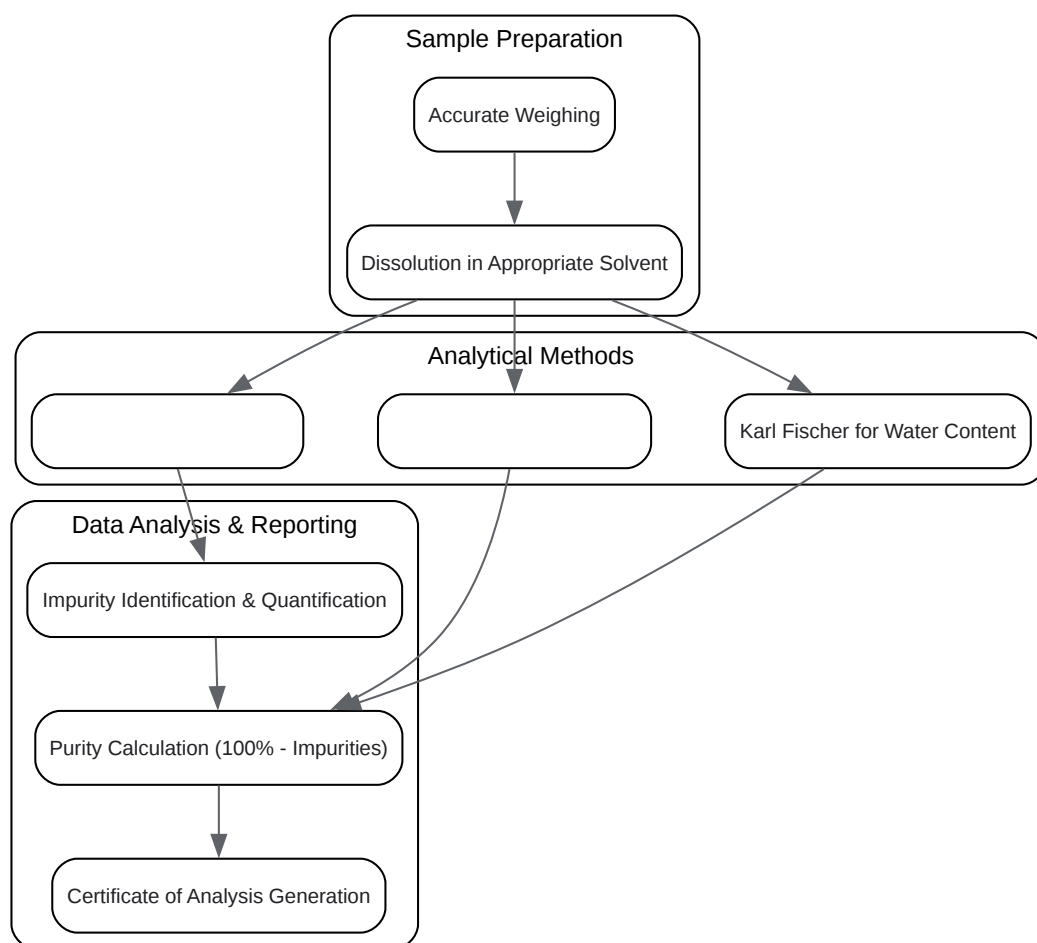 Sample Preparation
Accurate Weighing
Dissolution in Appropriate Solvent
Analytical Methods
Karl Fischer for Water Content
Data Analysis & Reporting
Impurity Identification & Quantification
Purity Calculation (100% - Impurities)
Certificate of Analysis Generation